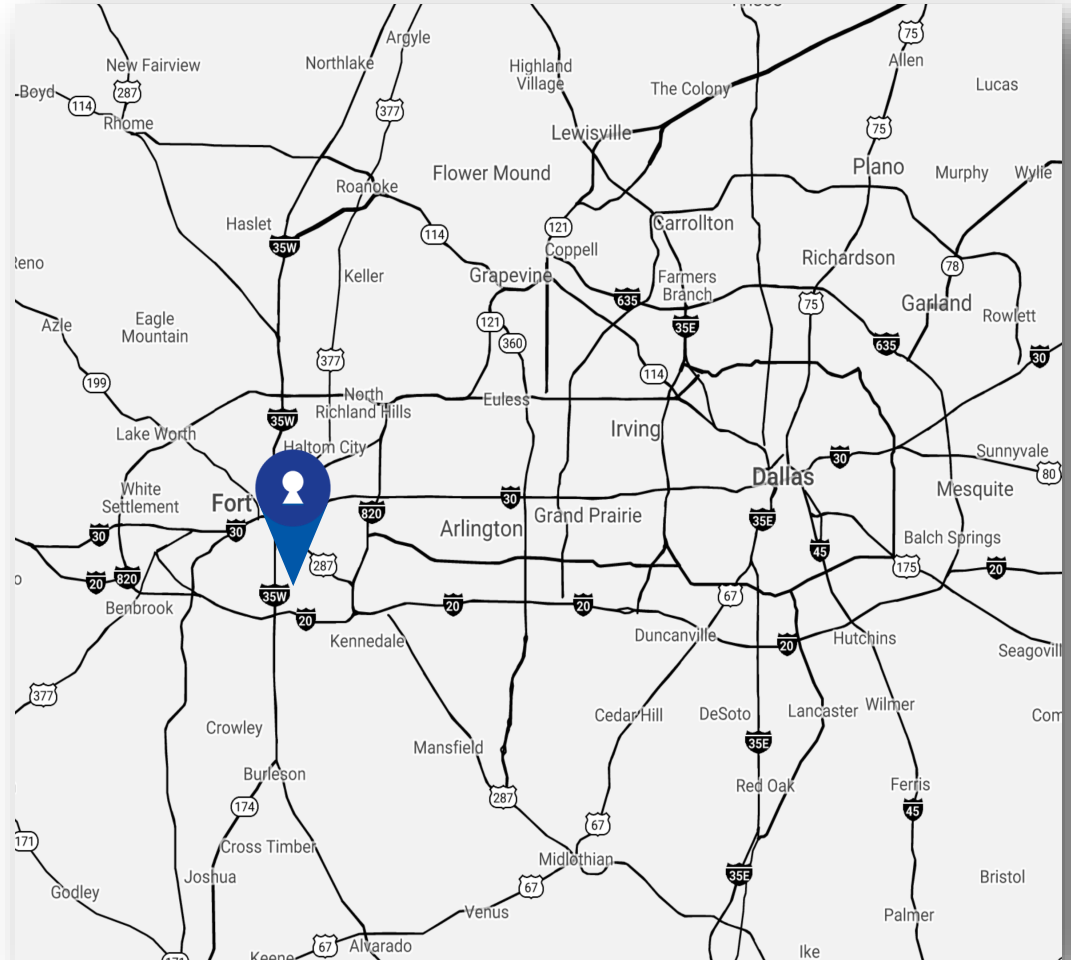 Argyle
New Fairview
Northlake
Highland
Village
75
Allen
Lucas
Boyd
114
287
377
The Colony
Rhome
Lewisville
75
Plano
Murphy
Wylie
Flower Mound
Roanoke
Haslet
35W
114
121
Carrollton
Coppell
Richardson
78
Reno
Keller
Grapevine
Farmers
Branch
635
75
Garland
Rowlett
Azle
Eagle
Mountain
121
360
35E
635
30
377
199
114
North
Richland Hills
Euless
35W
Lake Worth
Haltom City
Irving
30
Sunnyvale
80
Dallas
White
Settlement
Fort
820
30
Arlington
Grand Prairie
35E
Mesquite
30
30
45
Balch Springs
287
175
20
20
820
35W
67
Benbrook
20
20
20
Kennedale
Duncanville
20
Hutchins
Seagovill
377
Crowley
Cedar Hill
DeSoto
Lancaster
Wilmer
Com
Mansfield
35E
Burleson
287
Red Oak
Ferris
174
67
45
171
Cross Timber
Midlothian
35E
Joshua
67
Bristol
Godley
Venus
Palmer
67
Alvarado
Ike
Keene
171